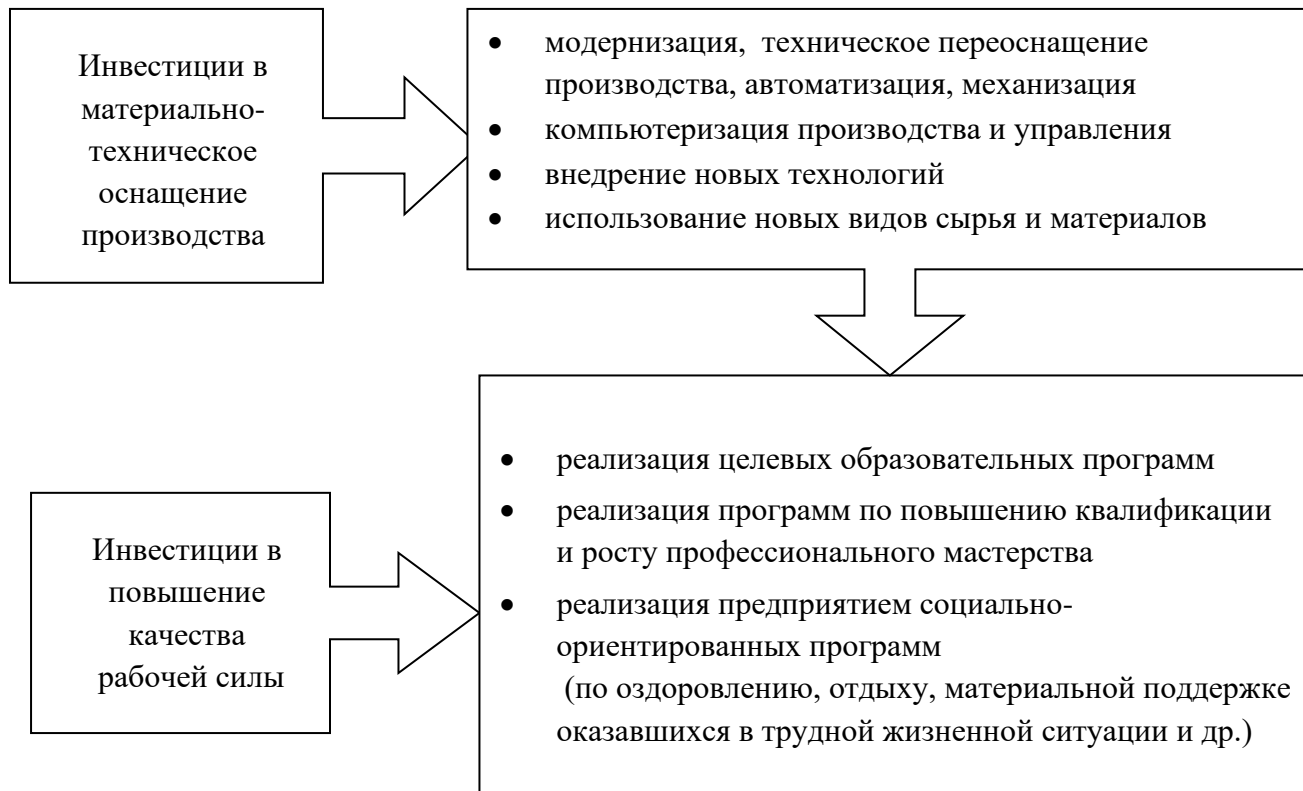 Инвестиции в
материально-
техническое
оснащение
производства
• модернизация,  техническое переоснащение
производства, автоматизация, механизация
• компьютеризация производства и управления
• внедрение новых технологий
• использование новых видов сырья и материалов
Инвестиции в
повышение
качества
рабочей силы
• реализация целевых образовательных программ
• реализация программ по повышению квалификации
и росту профессионального мастерства
• реализация предприятием социально-
ориентированных программ
(по оздоровлению, отдыху, материальной поддержке
оказавшихся в трудной жизненной ситуации и др.)